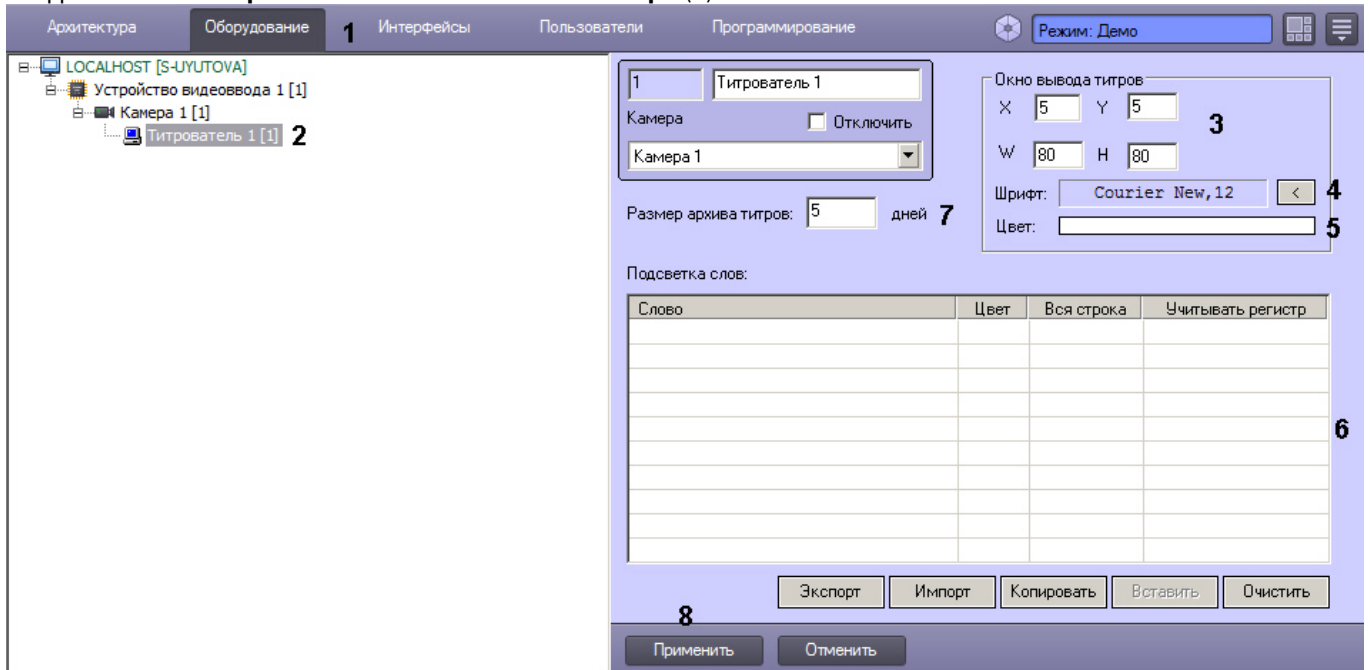 Архитектура Оборудование 1 Интерфейсы Пользователи Программирование Режим: Демо
LOCALHOST [S-UYUTOVA]
Устройство видеоввода 1 [1]
Камера 1 [1]
Титрователь 1 [1] 2
1 Титрователь 1
Камера Отключить
Камера 1
Размер архива титров: 5 дней 7
Окно вывода титров
X 5 Y 5 3
W 80 H 80
Шрифт: Courier New,12 < 4
Цвет: 5
Подсветка слов:
Слово Цвет Вся строка Учитывать регистр
6
Экспорт Импорт Копировать Вставить Очистить
8
Применить Отменить